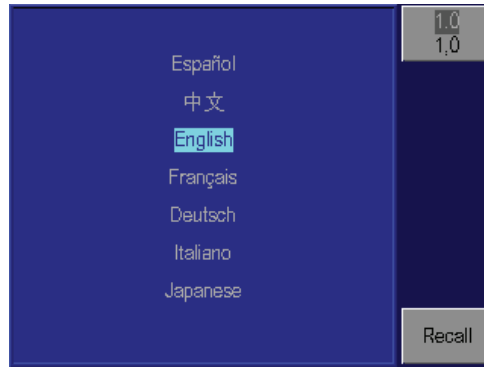 Español
中文
English
Français
Deutsch
Italiano
Japanese
1.0
1,0
Recall